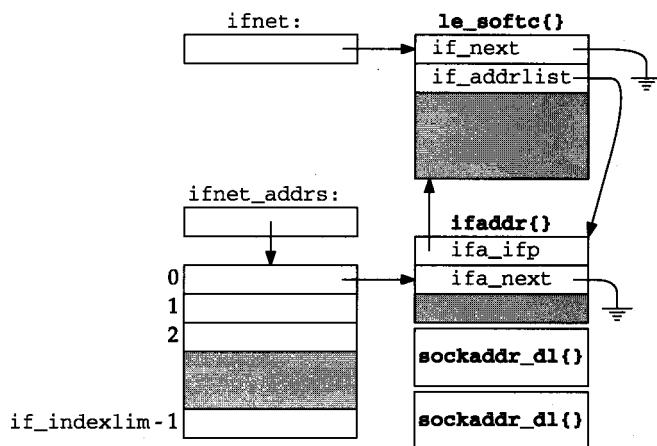 ifnet:
le_softc{}
if_next
if_addrlist
ifnet_addrs:
ifaddr{}
ifa_ifp
0
ifa_next
1
2
sockaddr_dl{}
if_indexlim-1
sockaddr_dl{}